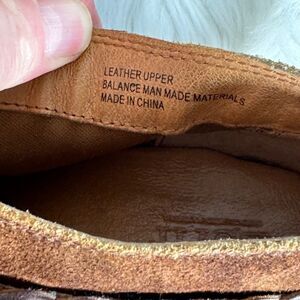 LEATHER UPPER
BALANCE MAN MADE MATERIALS
MADE IN CHINA